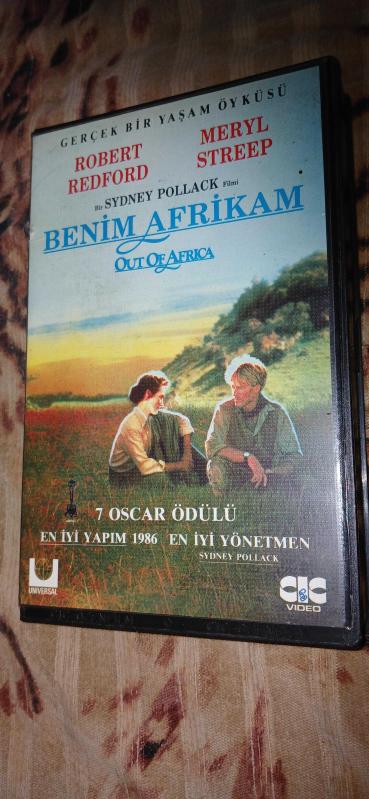 GERÇEK BİR YAŞAM ÖYKÜSÜ
ROBERT REDFORD
MERYL STREEP
Bir SYDNEY POLLACK Filmi
BENİM AFRİKAM
OUT OF AFRICA
7 OSCAR ÖDÜLÜ
EN İYİ YAPIM 1986 EN İYİ YÖNETMEN
SYDNEY POLLACK
UNIVERSAL
CIC
VIDEO